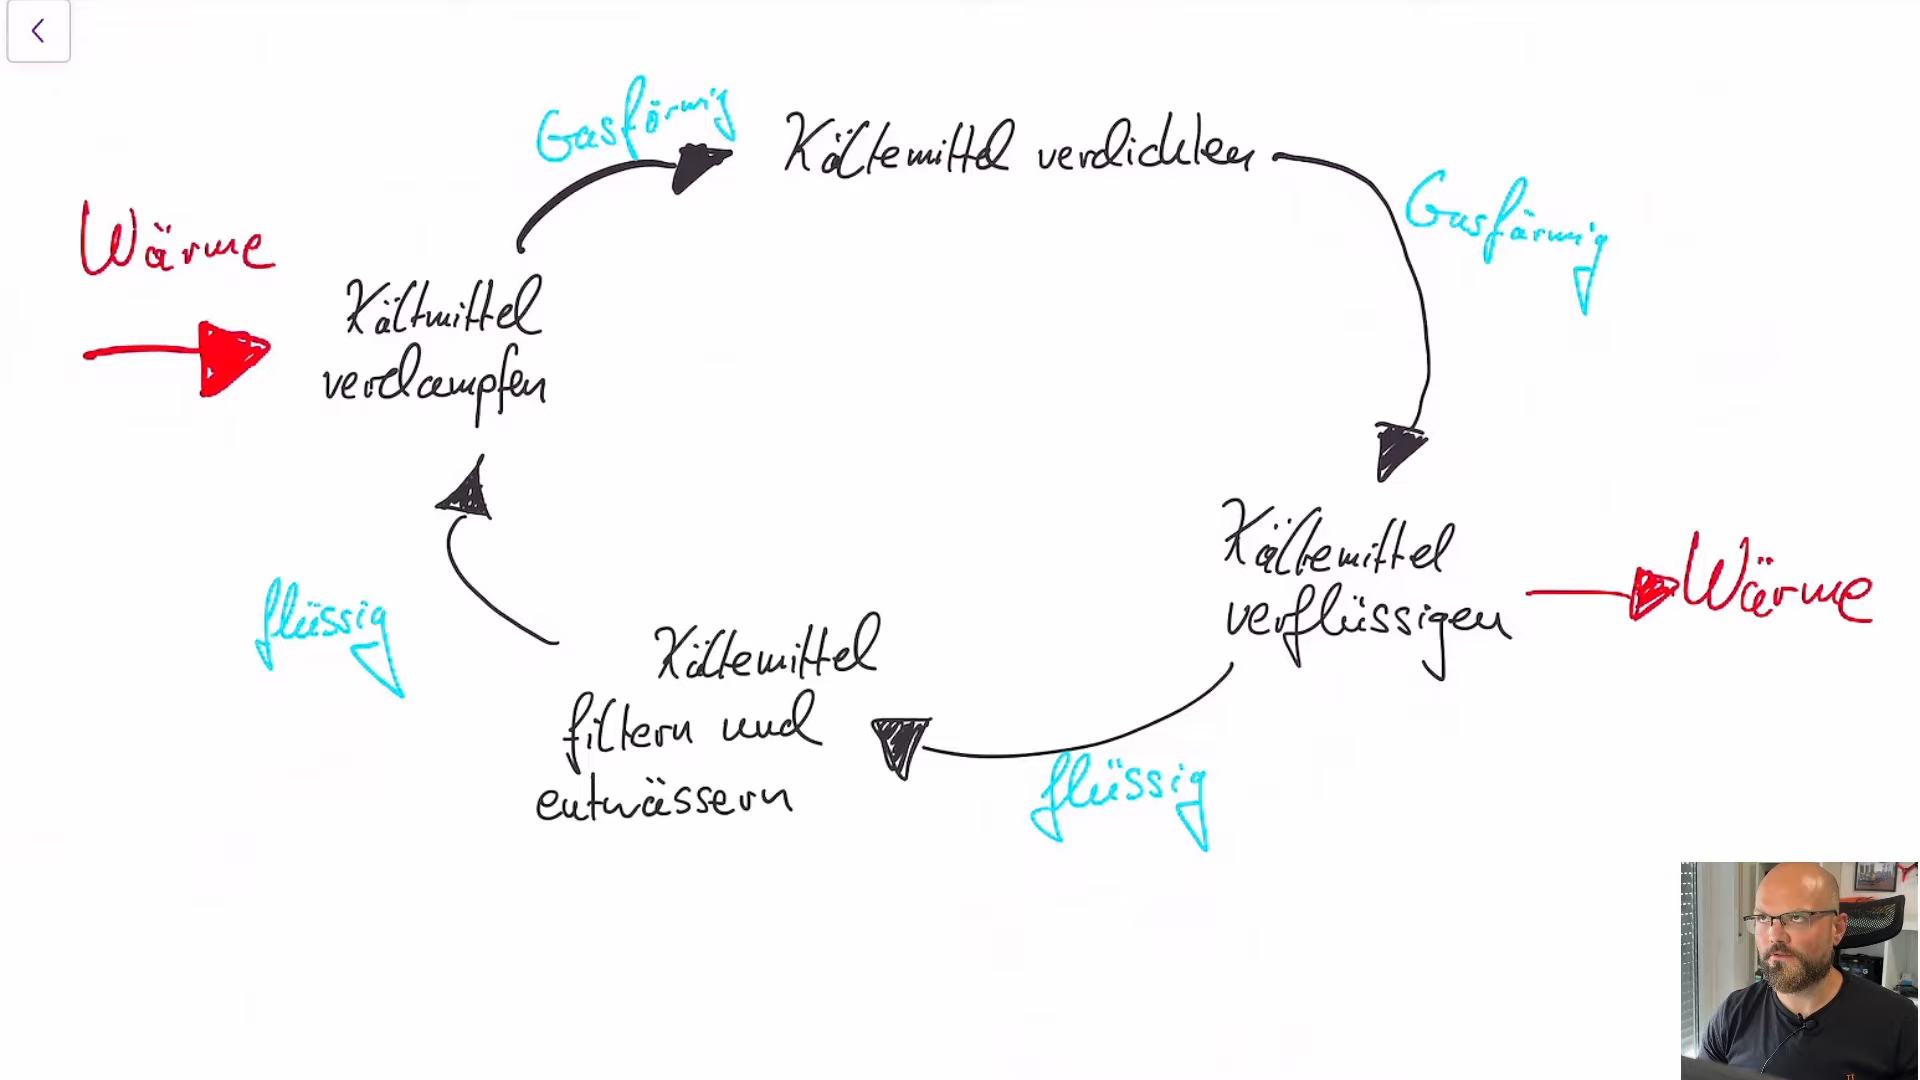 Gasförmig
Kältemittel verdichten
Gasförmig
Wärme
Kältmittel
verdampfen
Kältemittel
verflüssigen
Wärme
flüssig
Kältemittel
filtern und
entwässern
flüssig